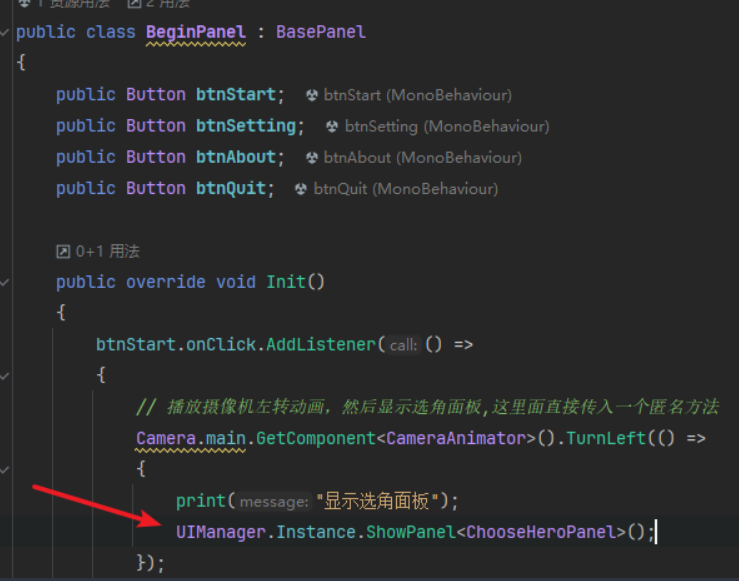 1 资源用法 2 用法
public class BeginPanel : BasePanel
{
public Button btnStart; btnStart (MonoBehaviour)
public Button btnSetting; btnSetting (MonoBehaviour)
public Button btnAbout; btnAbout (MonoBehaviour)
public Button btnQuit; btnQuit (MonoBehaviour)
0+1 用法
public override void Init()
{
btnStart.onClick.AddListener( call: () =>
{
// 播放摄像机左转动画，然后显示选角面板,这里面直接传入一个匿名方法
Camera.main.GetComponent<CameraAnimator>().TurnLeft(() =>
{
print( message: "显示选角面板");
UIManager.Instance.ShowPanel<ChooseHeroPanel>();
});